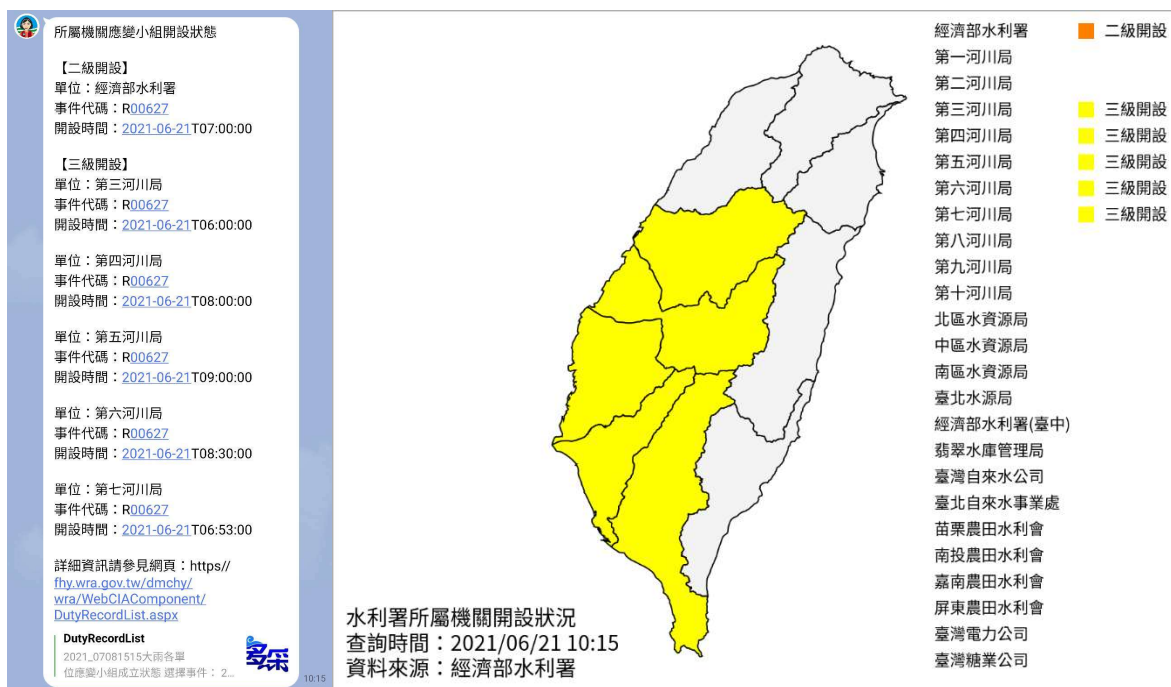 所屬機關應變小組開設狀態
【二級開設】
單位：經濟部水利署
事件代碼：R00627
開設時間：2021-06-21T07:00:00
【三級開設】
單位：第三河川局
事件代碼：R00627
開設時間：2021-06-21T06:00:00
單位：第四河川局
事件代碼：R00627
開設時間：2021-06-21T08:00:00
單位：第五河川局
事件代碼：R00627
開設時間：2021-06-21T09:00:00
單位：第六河川局
事件代碼：R00627
開設時間：2021-06-21T08:30:00
單位：第七河川局
事件代碼：R00627
開設時間：2021-06-21T06:53:00
詳細資訊請參見網頁：https//
fhy.wra.gov.tw/dmchy/
wra/WebCIAComponent/
DutyRecordList.aspx
DutyRecordList
2021_07081515大雨各單
位應變小組成立狀態 選擇事件： 2...
10:15
水利署所屬機關開設狀況
查詢時間：2021/06/21 10:15
資料來源：經濟部水利署
經濟部水利署 二級開設
第一河川局
第二河川局
第三河川局 三級開設
第四河川局 三級開設
第五河川局 三級開設
第六河川局 三級開設
第七河川局 三級開設
第八河川局
第九河川局
第十河川局
北區水資源局
中區水資源局
南區水資源局
臺北水源局
經濟部水利署(臺中)
翡翠水庫管理局
臺灣自來水公司
臺北自來水事業處
苗栗農田水利會
南投農田水利會
嘉南農田水利會
屏東農田水利會
臺灣電力公司
臺灣糖業公司